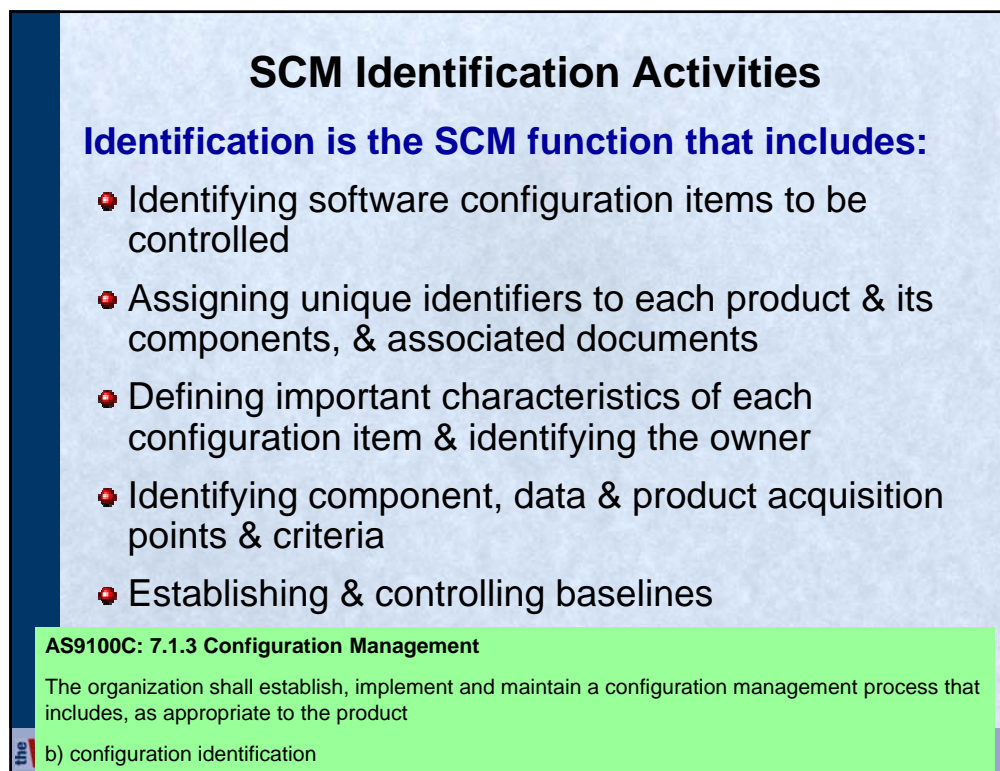 SCM Identification Activities
Identification is the SCM function that includes:
Identifying software configuration items to be
controlled
Assigning unique identifiers to each product & its
components, & associated documents
Defining important characteristics of each
configuration item & identifying the owner
Identifying component, data & product acquisition
points & criteria
Establishing & controlling baselines
AS9100C: 7.1.3 Configuration Management
The organization shall establish, implement and maintain a configuration management process that
includes, as appropriate to the product
b) configuration identification
the